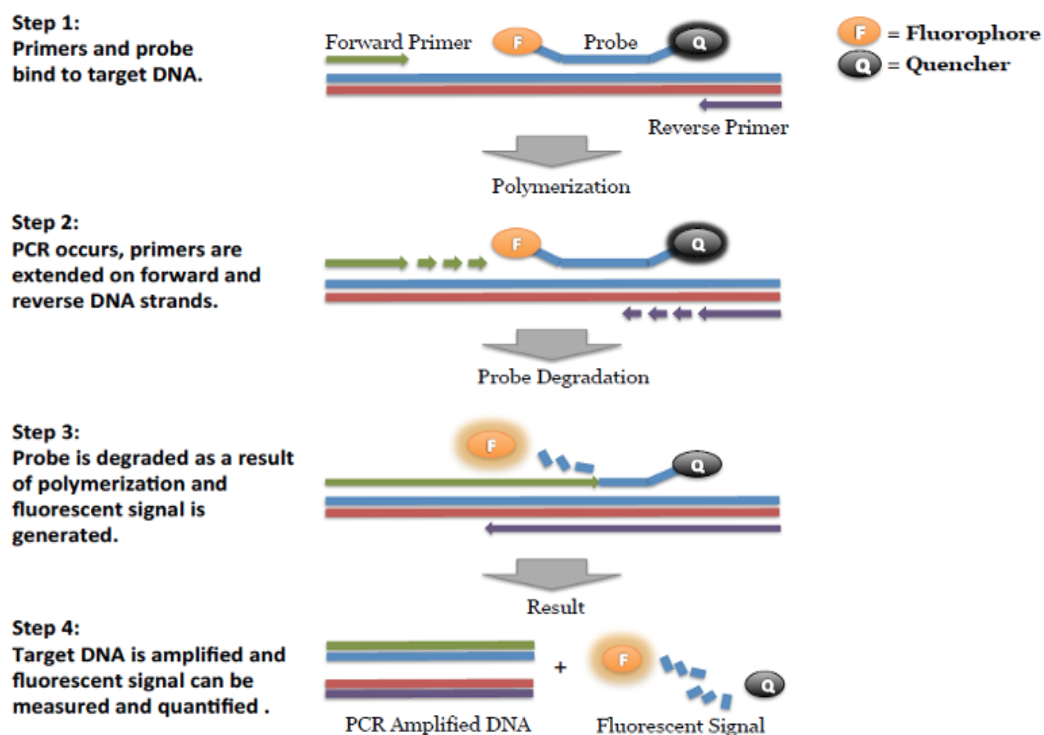 Step 1:
Primers and probe
bind to target DNA.
Forward Primer
F
Probe
Q
F = Fluorophore
Q = Quencher
Reverse Primer
Polymerization
Step 2:
PCR occurs, primers are
extended on forward and
reverse DNA strands.
F
Q
Probe Degradation
Step 3:
Probe is degraded as a result
of polymerization and
fluorescent signal is
generated.
F
Q
Result
Step 4:
Target DNA is amplified and
fluorescent signal can be
measured and quantified .
+
F
Q
PCR Amplified DNA
Fluorescent Signal